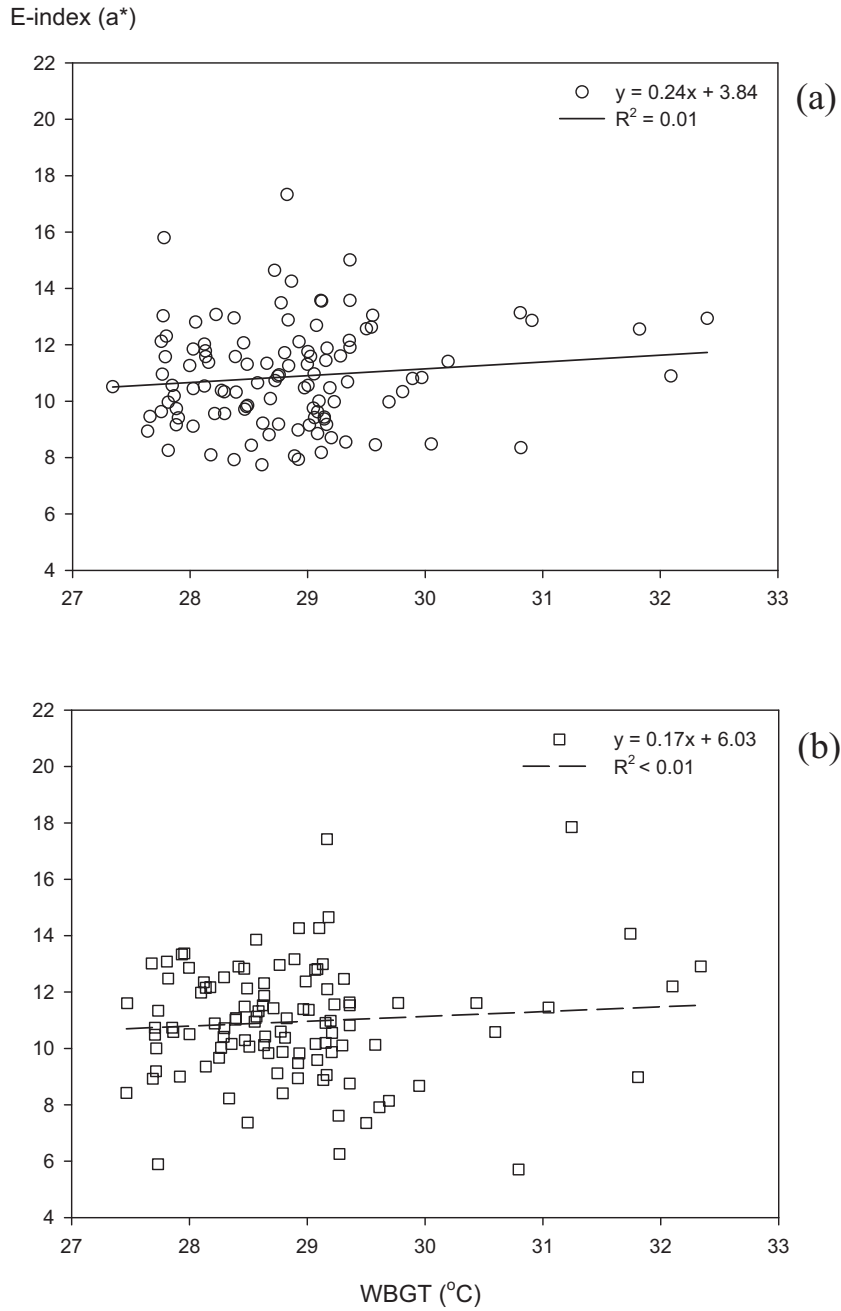 E-index (a*)
22
20
18
16
14
12
10
8
6
4
27 28 29 30 31 32 33
y = 0.24x + 3.84
R² = 0.01
(a)
22
20
18
16
14
12
10
8
6
4
27 28 29 30 31 32 33
y = 0.17x + 6.03
R² < 0.01
(b)
WBGT (°C)